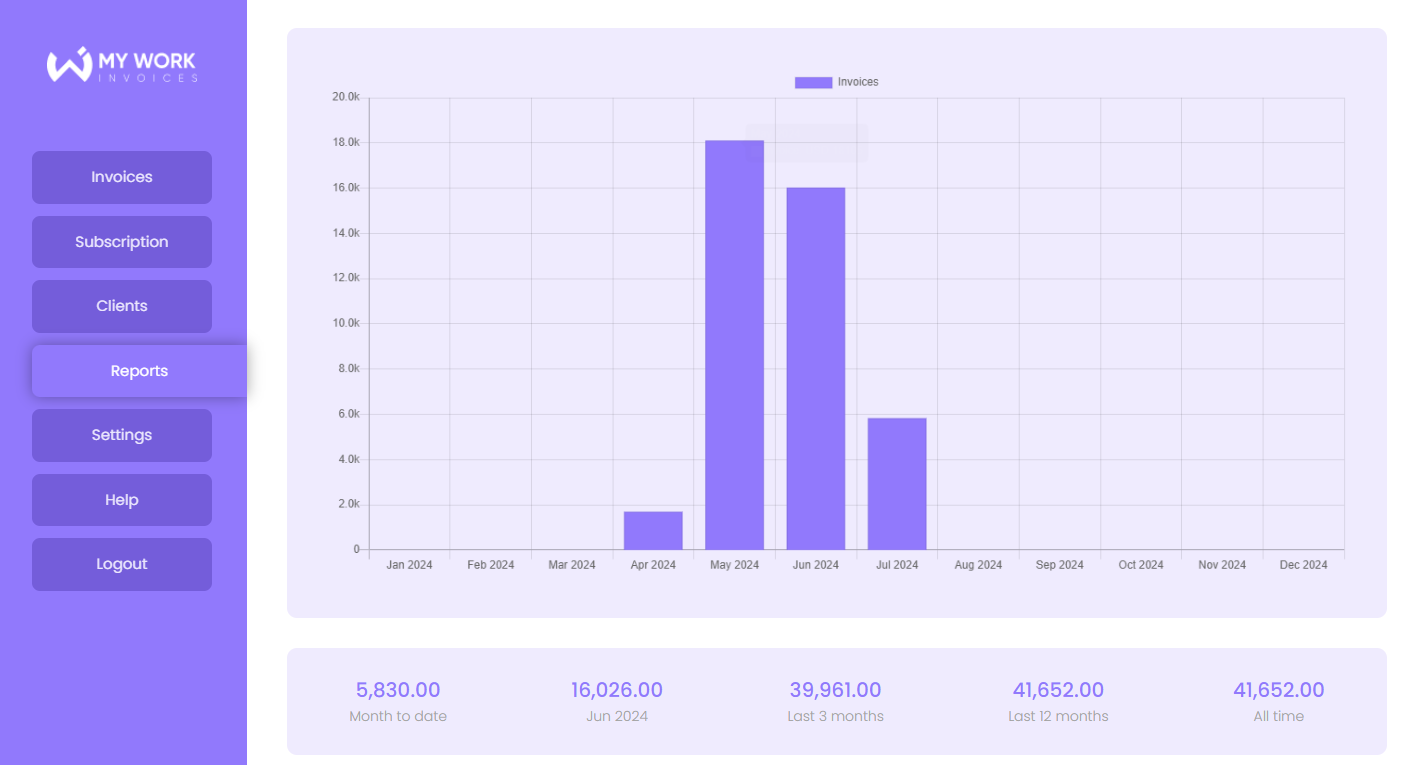 MY WORK
INVOICES
Invoices
Subscription
Clients
Reports
Settings
Help
Logout
Invoices
20.0k
18.0k
16.0k
14.0k
12.0k
10.0k
8.0k
6.0k
4.0k
2.0k
0
Jan 2024 Feb 2024 Mar 2024 Apr 2024 May 2024 Jun 2024 Jul 2024 Aug 2024 Sep 2024 Oct 2024 Nov 2024 Dec 2024
5,830.00 16,026.00 39,961.00 41,652.00 41,652.00
Month to date Jun 2024 Last 3 months Last 12 months All time